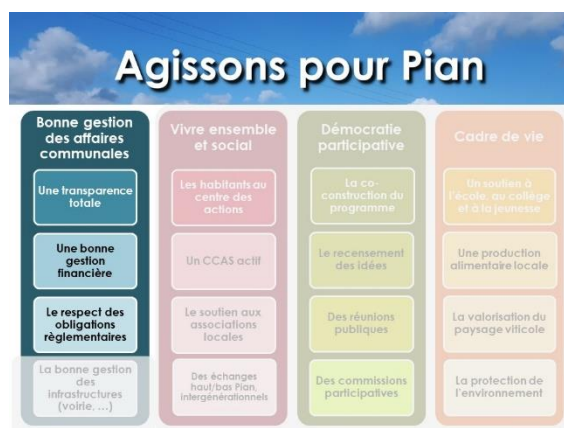 Agissons pour Pian
Bonne gestion
des affaires
communales
Une transparence
totale
Une bonne
gestion
financière
Le respect des
obligations
règlementaires
La bonne gestion
des
infrastructures
(voirie, ...)
Vivre ensemble
et social
Les habitants au
centre des
actions
Un CCAS actif
Le soutien aux
associations
locales
Des échanges
haut/bas Pian,
intergénérationnels
Démocratie
participative
La co-
construction du
programme
Le recensement
des idées
Des réunions
publiques
Des commissions
participatives
Cadre de vie
Un soutien à
l'école, au collège
et à la jeunesse
Une production
alimentaire locale
La valorisation du
paysage viticole
La protection de
l'environnement